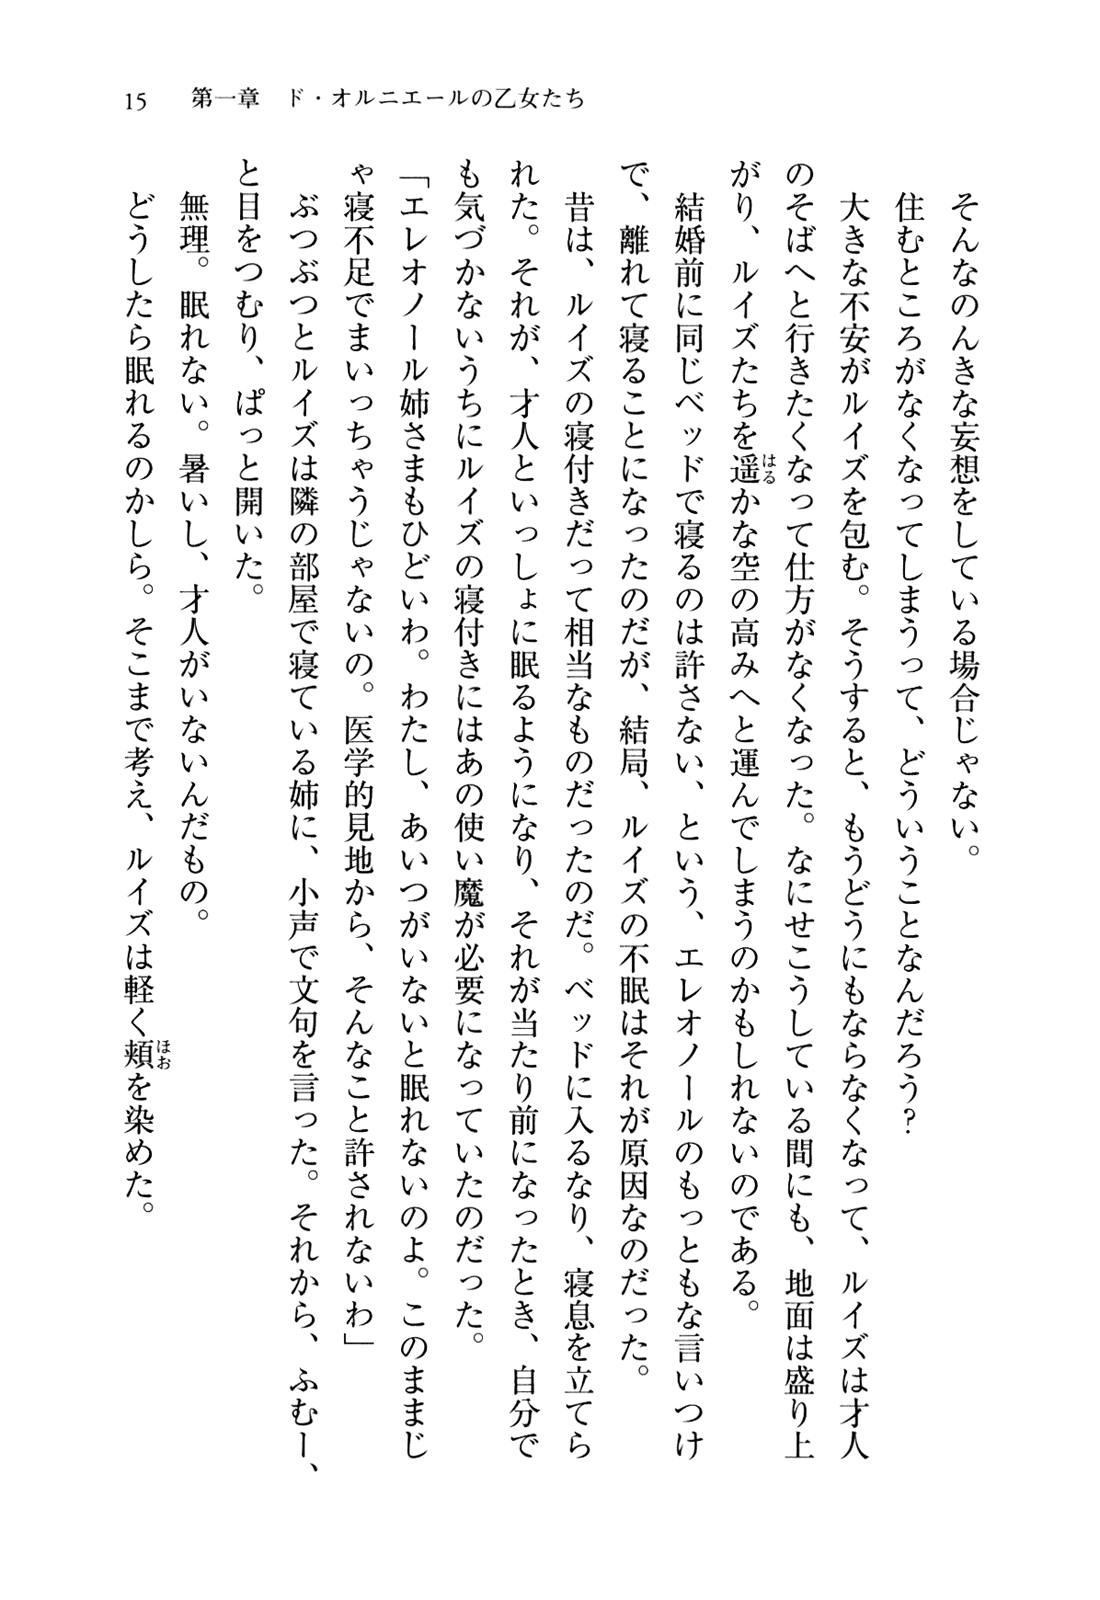 15　第一章　ド・オルニエールの乙女たち
　そんなのんきな妄想をしている場合じゃない。
　住むところがなくなってしまうって、どういうことなんだろう？
　大きな不安がルイズを包む。そうすると、もうどうにもならなくなって、ルイズは才人
のそばへと行きたくなって仕方がなくなった。なにせこうしている間にも、地面は盛り上
がり、ルイズたちを遥かな空の高みへと運んでしまうのかもしれないのである。
　結婚前に同じベッドで寝るのは許さない、という、エレオノールのもっともな言いつけ
で、離れて寝ることになったのだが、結局、ルイズの不眠はそれが原因なのだった。
　昔は、ルイズの寝付きだって相当なものだったのだ。ベッドに入るなり、寝息を立てら
れた。それが、才人といっしょに眠るようになり、それが当たり前になったとき、自分で
も気づかないうちにルイズの寝付きにはあの使い魔が必要になっていたのだった。
「エレオノール姉さまもひどいわ。わたし、あいつがいないと眠れないのよ。このままじ
ゃ寝不足でまいっちゃうじゃないの。医学的見地から、そんなこと許されないわ」
　ぶつぶつとルイズは隣の部屋で寝ている姉に、小声で文句を言った。それから、ふむー、
と目をつむり、ぱっと開いた。
　無理。眠れない。暑いし、才人がいないんだもの。
　どうしたら眠れるのかしら。そこまで考え、ルイズは軽く頬を染めた。
はる
ほお